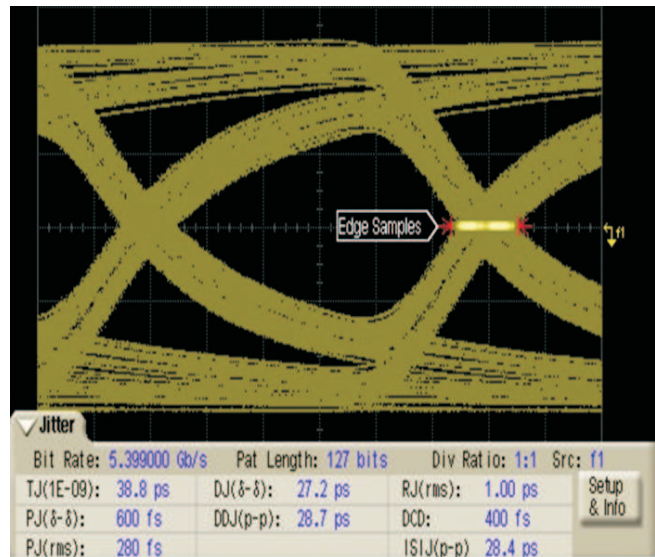 Edge Samples
f1
Jitter
Bit Rate: 5.399000 Gb/s Pat Length: 127 bits Div Ratio: 1:1 Src: f1
TJ(1E-09): 38.8 ps DJ(δ-δ): 27.2 ps RJ(rms): 1.00 ps
Setup & Info
PJ(δ-δ): 600 fs DDJ(p-p): 28.7 ps DCD: 400 fs
PJ(rms): 280 fs ISIJ(p-p) 28.4 ps